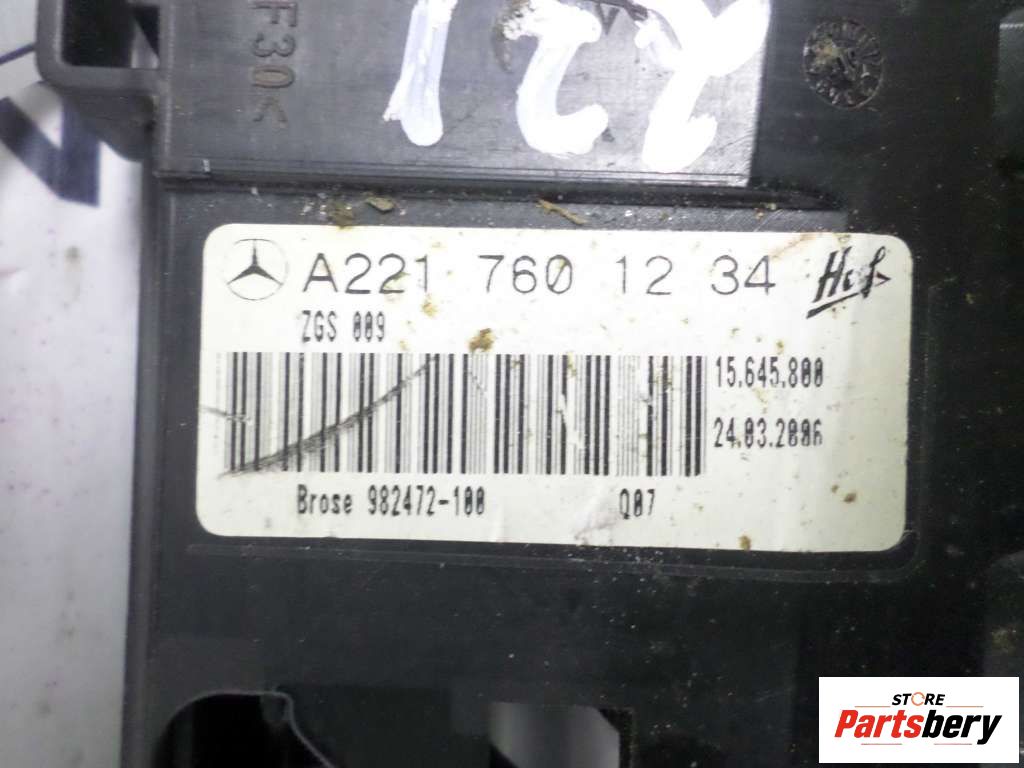 F30<
221
A221 760 12 34
ZGS 009
15.645.800
24.03.2006
Brose 982472-100 Q07
STORE
Partsbery